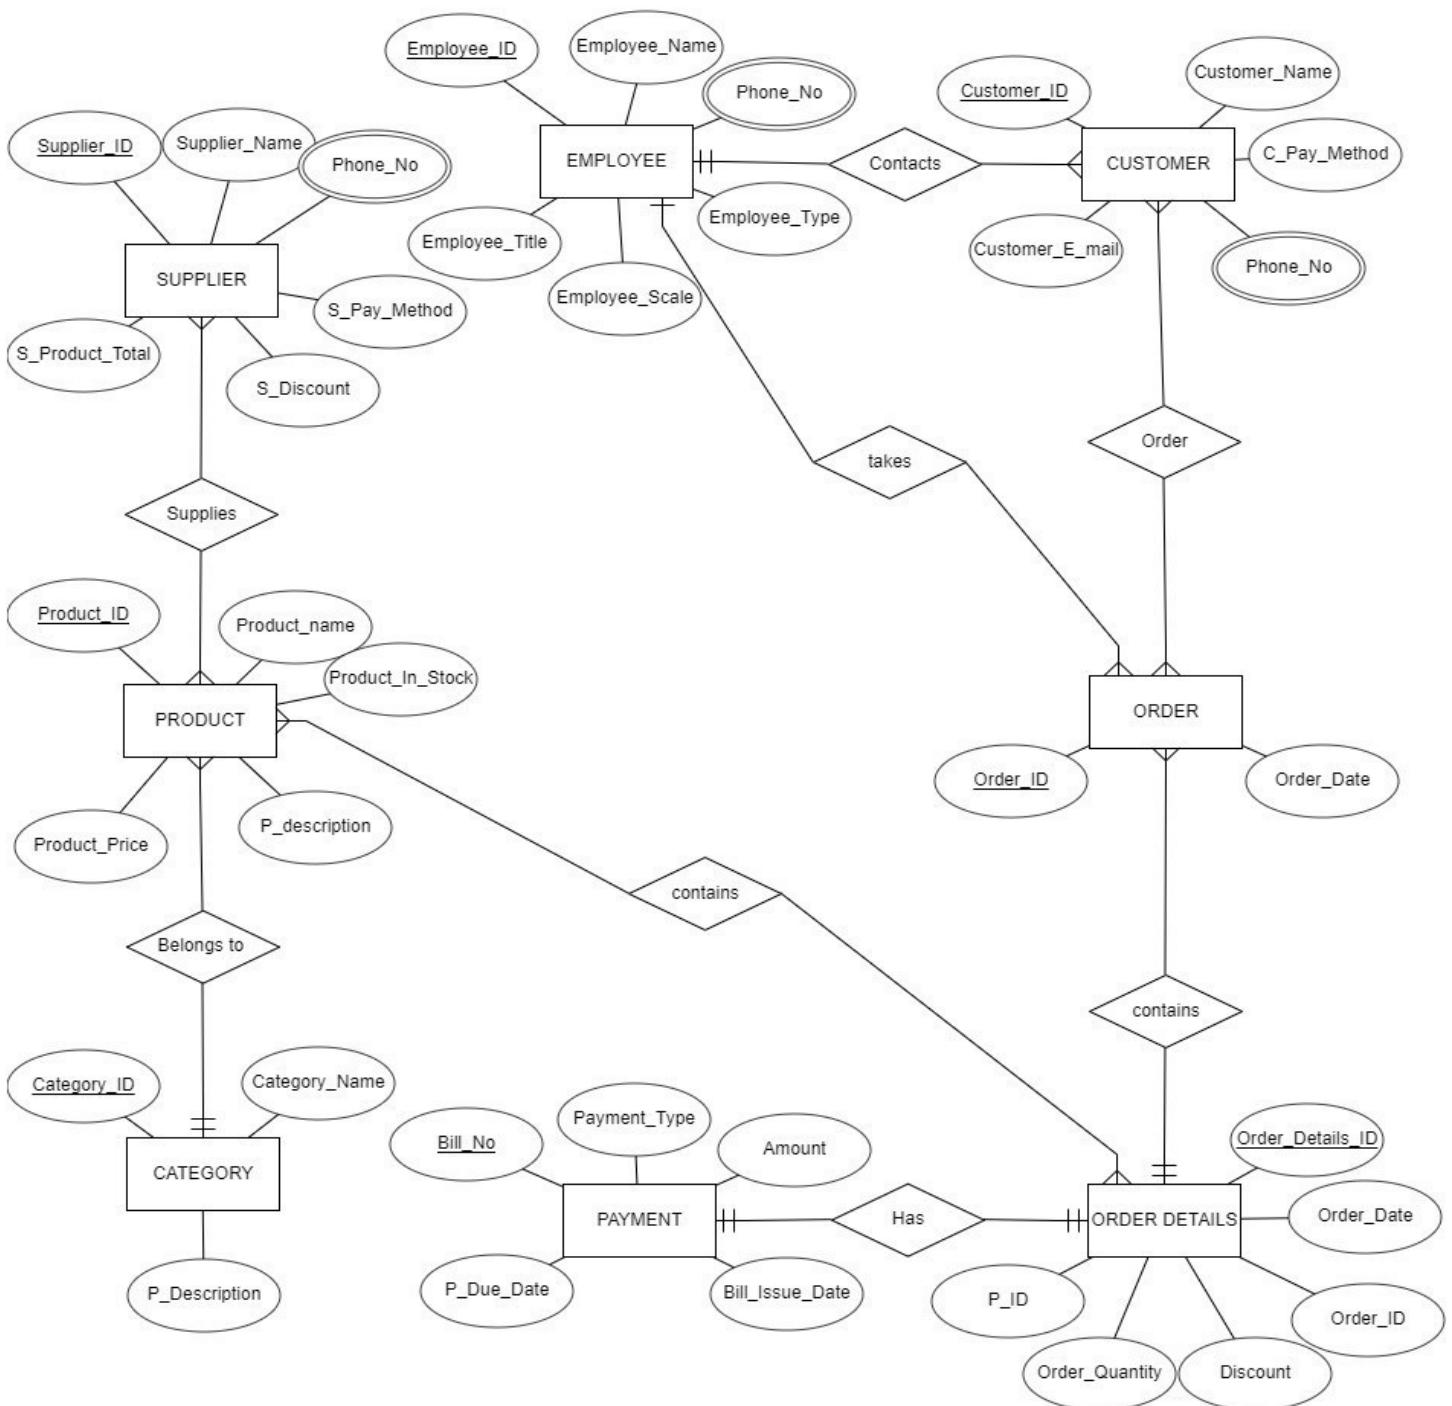 Employee_ID
Employee_Name
Phone_No
Customer_ID
Customer_Name
Supplier_ID
Supplier_Name
Phone_No
EMPLOYEE
Contacts
CUSTOMER
C_Pay_Method
Employee_Title
Employee_Type
Customer_E_mail
Phone_No
SUPPLIER
Employee_Scale
S_Pay_Method
S_Product_Total
S_Discount
Order
takes
Supplies
Product_ID
Product_name
Product_In_Stock
PRODUCT
ORDER
Order_ID
Order_Date
Product_Price
P_description
contains
Belongs to
contains
Category_ID
Category_Name
Payment_Type
Bill_No
Amount
Order_Details_ID
CATEGORY
PAYMENT
Has
ORDER DETAILS
Order_Date
P_Description
P_Due_Date
Bill_Issue_Date
P_ID
Order_ID
Order_Quantity
Discount